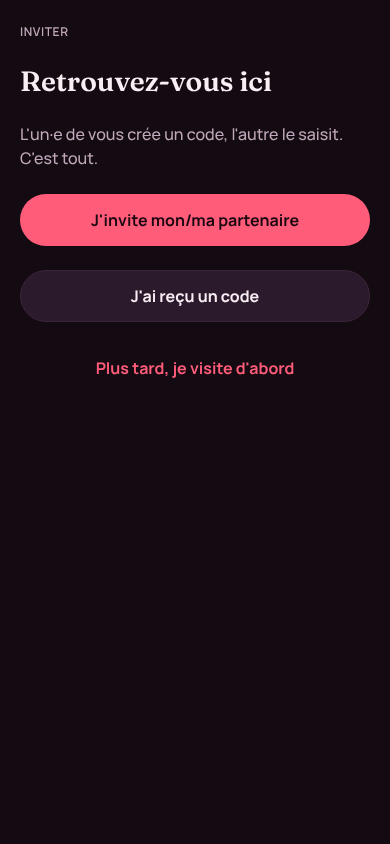 INVITER
Retrouvez-vous ici
L'un·e de vous crée un code, l'autre le saisit.
C'est tout.
J'invite mon/ma partenaire
J'ai reçu un code
Plus tard, je visite d'abord